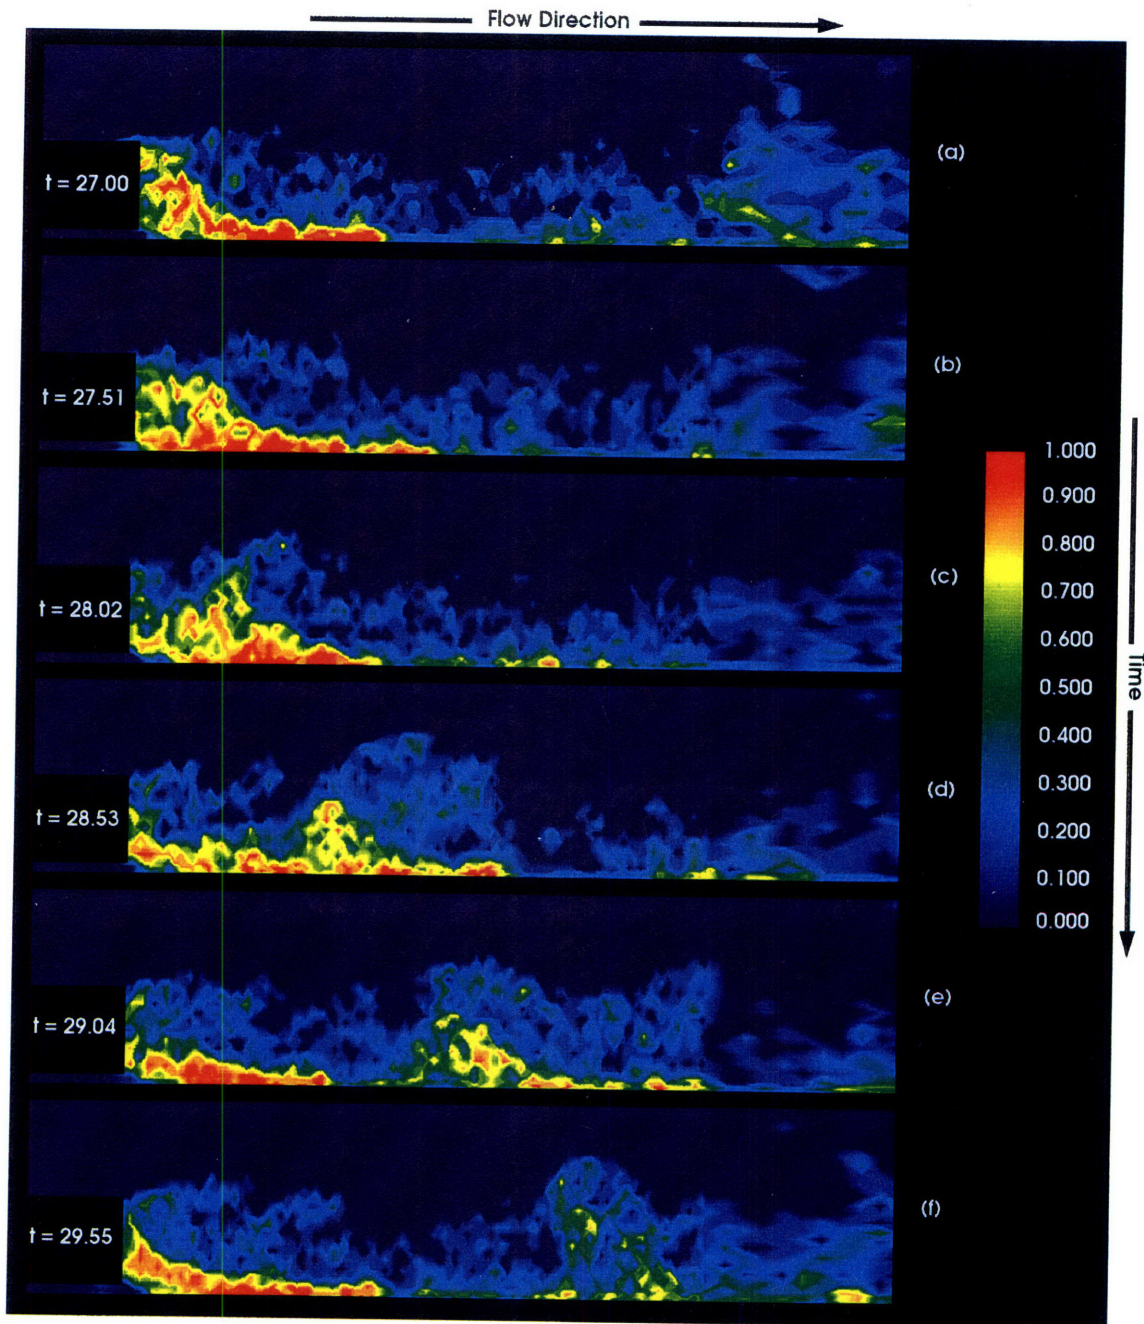 Flow Direction
t = 27.00
(a)
t = 27.51
(b)
t = 28.02
(c)
t = 28.53
(d)
t = 29.04
(e)
t = 29.55
(f)
1.000
0.900
0.800
0.700
0.600
0.500
0.400
0.300
0.200
0.100
0.000
Time